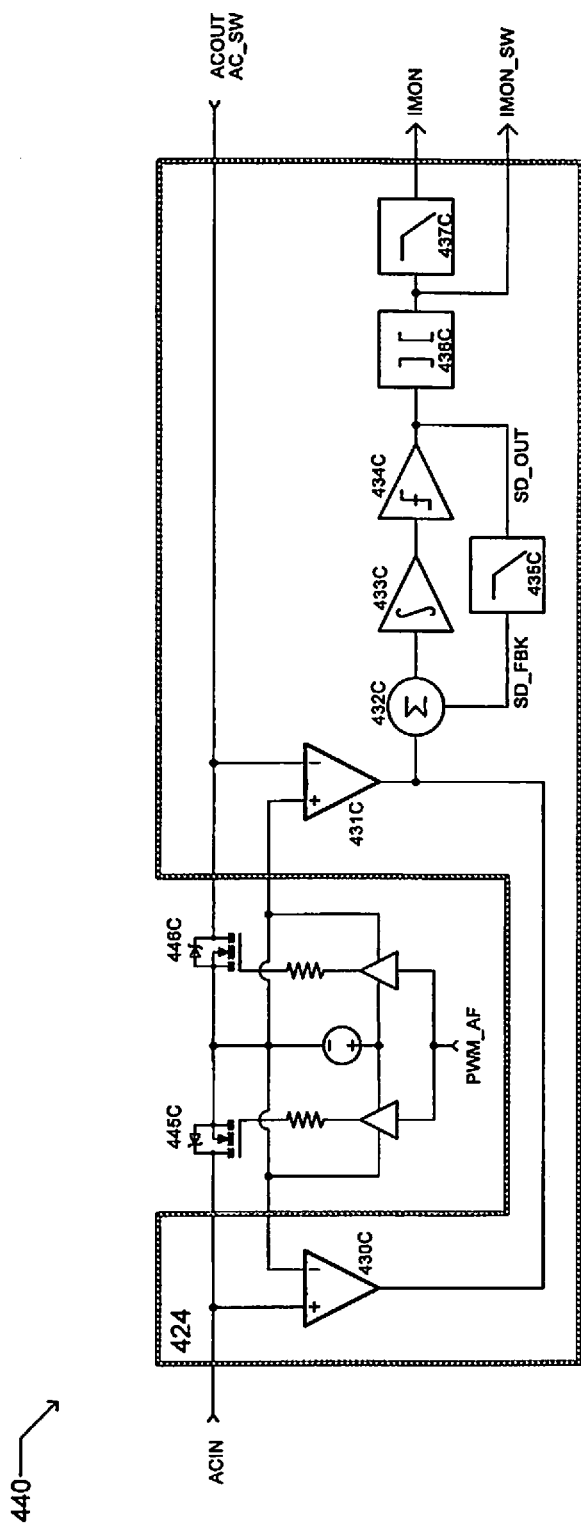 440
ACIN
424
430C
445C
446C
PWM_AF
431C
432C
433C
434C
435C
SD_FBK
SD_OUT
436C
437C
ACOUT
AC_SW
IMON
IMON_SW
Σ
∫
+
-
+
-
-
+